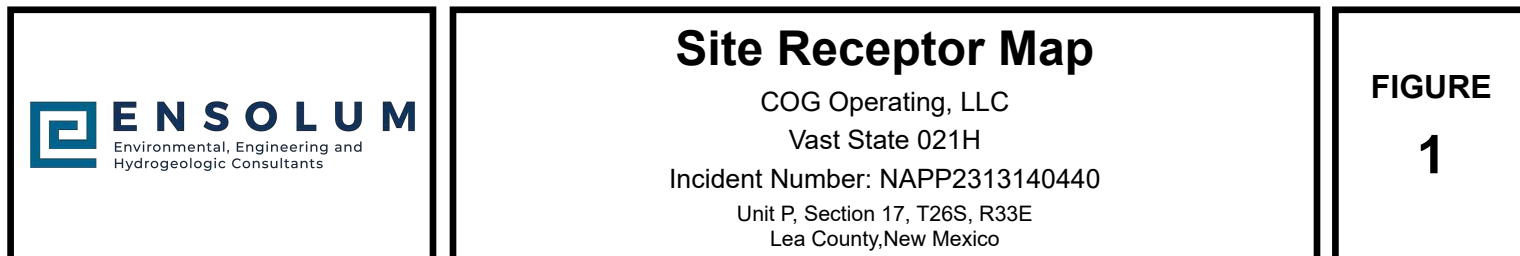 ENSOLUM
Environmental, Engineering and
Hydrogeologic Consultants
Site Receptor Map
COG Operating, LLC
Vast State 021H
Incident Number: NAPP2313140440
Unit P, Section 17, T26S, R33E
Lea County,New Mexico
FIGURE
1